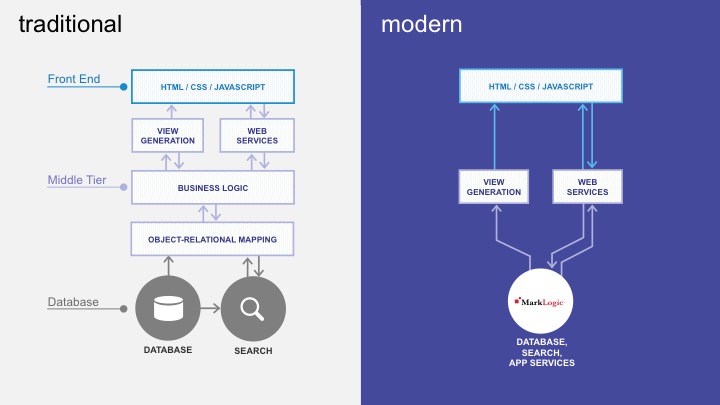 traditional
Front End
HTML / CSS / JAVASCRIPT
VIEW
GENERATION
WEB
SERVICES
Middle Tier
BUSINESS LOGIC
OBJECT-RELATIONAL MAPPING
Database
DATABASE
SEARCH
modern
HTML / CSS / JAVASCRIPT
VIEW
GENERATION
WEB
SERVICES
MarkLogic
DATABASE,
SEARCH,
APP SERVICES